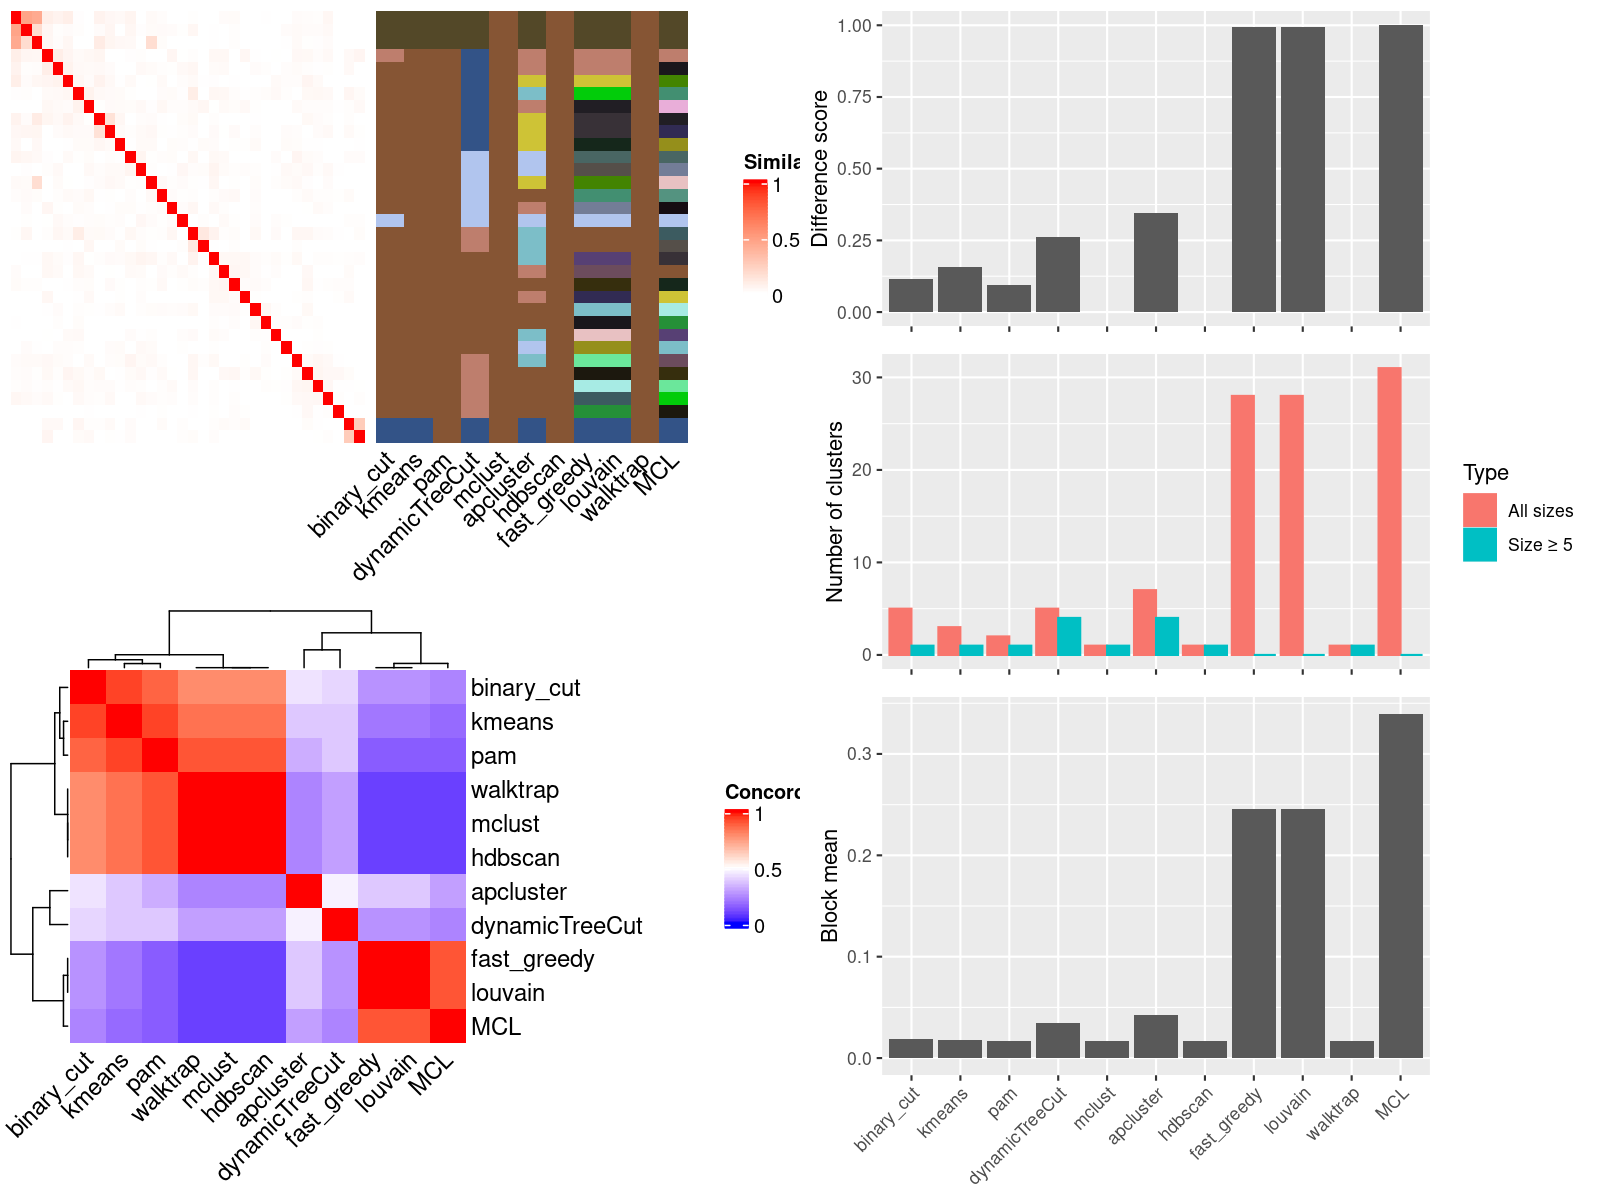 Simila
1
0.5
0
binary_cut
kmeans
pam
dynamicTreeCut
mclust
apcluster
hdbscan
fast_greedy
louvain
walktrap
MCL
Difference score
1.00
0.75
0.50
0.25
0.00
Number of clusters
30
20
10
0
Type
All sizes
Size ≥ 5
binary_cut
kmeans
pam
walktrap
mclust
hdbscan
apcluster
dynamicTreeCut
fast_greedy
louvain
MCL
binary_cut
kmeans
pam
walktrap
mclust
hdbscan
apcluster
dynamicTreeCut
fast_greedy
louvain
MCL
Concord
1
0.5
0
Block mean
0.3
0.2
0.1
0.0
binary_cut
kmeans
pam
dynamicTreeCut
mclust
apcluster
hdbscan
fast_greedy
louvain
walktrap
MCL